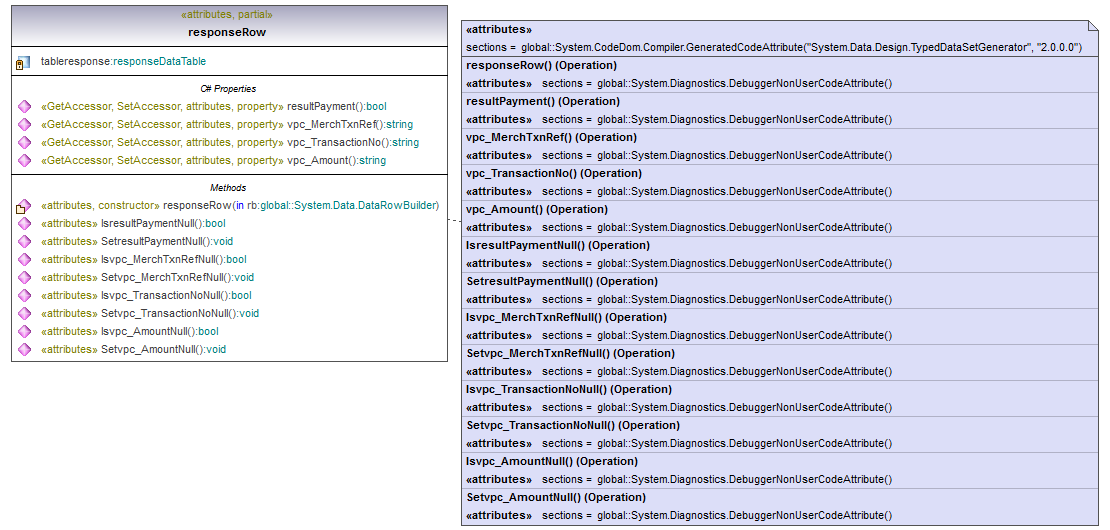 «attributes, partial»
responseRow
tableresponse:responseDataTable
C# Properties
«GetAccessor, SetAccessor, attributes, property» resultPayment():bool
«GetAccessor, SetAccessor, attributes, property» vpc_MerchTxnRef():string
«GetAccessor, SetAccessor, attributes, property» vpc_TransactionNo():string
«GetAccessor, SetAccessor, attributes, property» vpc_Amount():string
Methods
«attributes, constructor» responseRow(in rb:global::System.Data.DataRowBuilder)
«attributes» IsresultPaymentNull():bool
«attributes» SetresultPaymentNull():void
«attributes» Isvpc_MerchTxnRefNull():bool
«attributes» Setvpc_MerchTxnRefNull():void
«attributes» Isvpc_TransactionNoNull():bool
«attributes» Setvpc_TransactionNoNull():void
«attributes» Isvpc_AmountNull():bool
«attributes» Setvpc_AmountNull():void
«attributes»
sections = global::System.CodeDom.Compiler.GeneratedCodeAttribute("System.Data.Design.TypedDataSetGenerator", "2.0.0.0")
responseRow() (Operation)
«attributes» sections = global::System.Diagnostics.DebuggerNonUserCodeAttribute()
resultPayment() (Operation)
«attributes» sections = global::System.Diagnostics.DebuggerNonUserCodeAttribute()
vpc_MerchTxnRef() (Operation)
«attributes» sections = global::System.Diagnostics.DebuggerNonUserCodeAttribute()
vpc_TransactionNo() (Operation)
«attributes» sections = global::System.Diagnostics.DebuggerNonUserCodeAttribute()
vpc_Amount() (Operation)
«attributes» sections = global::System.Diagnostics.DebuggerNonUserCodeAttribute()
IsresultPaymentNull() (Operation)
«attributes» sections = global::System.Diagnostics.DebuggerNonUserCodeAttribute()
SetresultPaymentNull() (Operation)
«attributes» sections = global::System.Diagnostics.DebuggerNonUserCodeAttribute()
Isvpc_MerchTxnRefNull() (Operation)
«attributes» sections = global::System.Diagnostics.DebuggerNonUserCodeAttribute()
Setvpc_MerchTxnRefNull() (Operation)
«attributes» sections = global::System.Diagnostics.DebuggerNonUserCodeAttribute()
Isvpc_TransactionNoNull() (Operation)
«attributes» sections = global::System.Diagnostics.DebuggerNonUserCodeAttribute()
Setvpc_TransactionNoNull() (Operation)
«attributes» sections = global::System.Diagnostics.DebuggerNonUserCodeAttribute()
Isvpc_AmountNull() (Operation)
«attributes» sections = global::System.Diagnostics.DebuggerNonUserCodeAttribute()
Setvpc_AmountNull() (Operation)
«attributes» sections = global::System.Diagnostics.DebuggerNonUserCodeAttribute()